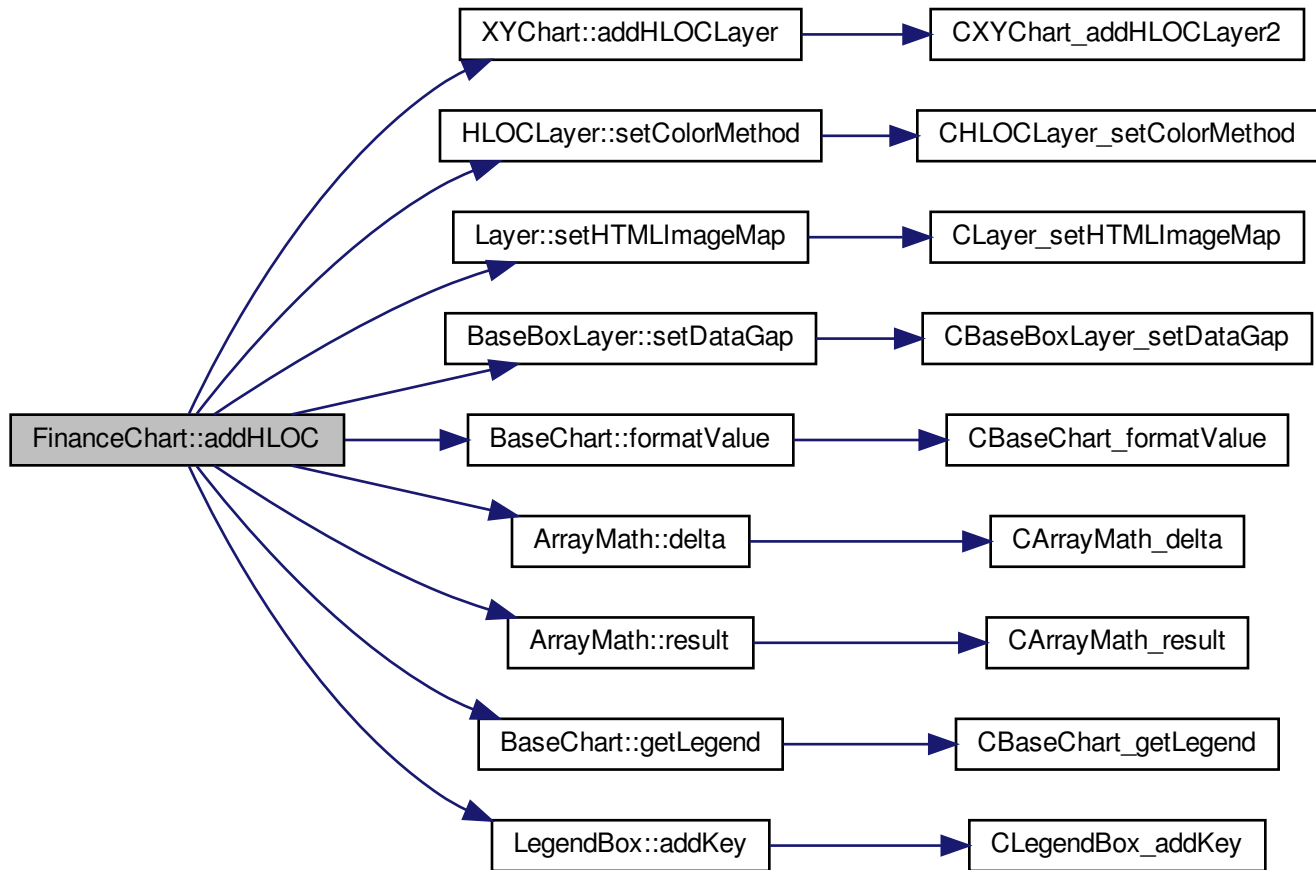 XYChart::addHLOCLayer
CXYChart_addHLOCLayer2
HLOCLayer::setColorMethod
CHLOCLayer_setColorMethod
Layer::setHTMLImageMap
CLayer_setHTMLImageMap
BaseBoxLayer::setDataGap
CBaseBoxLayer_setDataGap
FinanceChart::addHLOC
BaseChart::formatValue
CBaseChart_formatValue
ArrayMath::delta
CArrayMath_delta
ArrayMath::result
CArrayMath_result
BaseChart::getLegend
CBaseChart_getLegend
LegendBox::addKey
CLegendBox_addKey